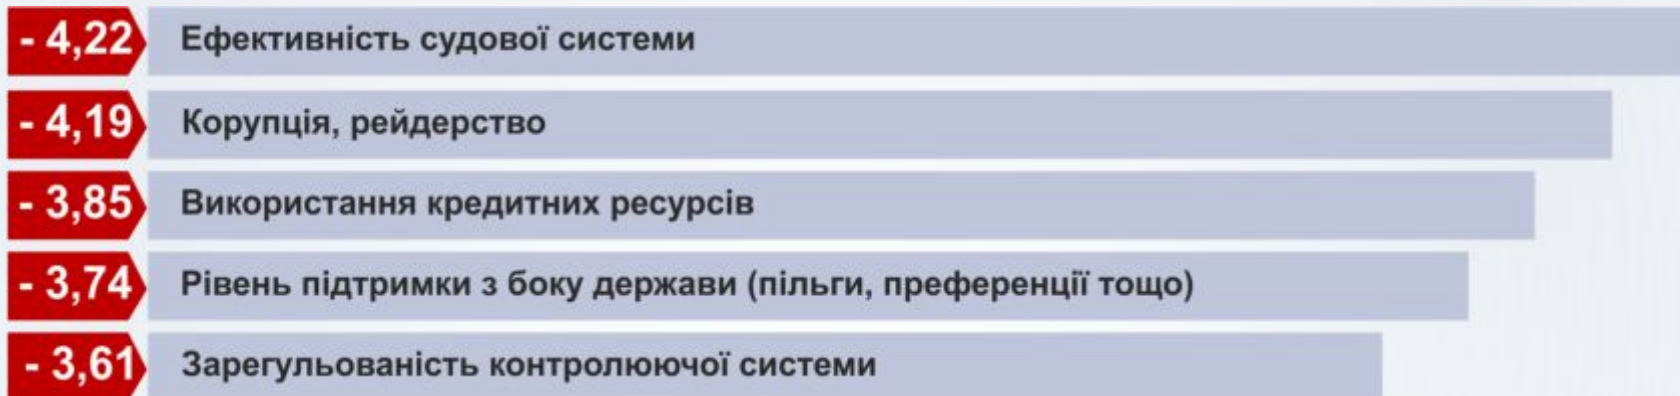 - 4,22 Ефективність судової системи
- 4,19 Корупція, рейдерство
- 3,85 Використання кредитних ресурсів
- 3,74 Рівень підтримки з боку держави (пільги, преференції тощо)
- 3,61 Зарегульованість контролюючої системи